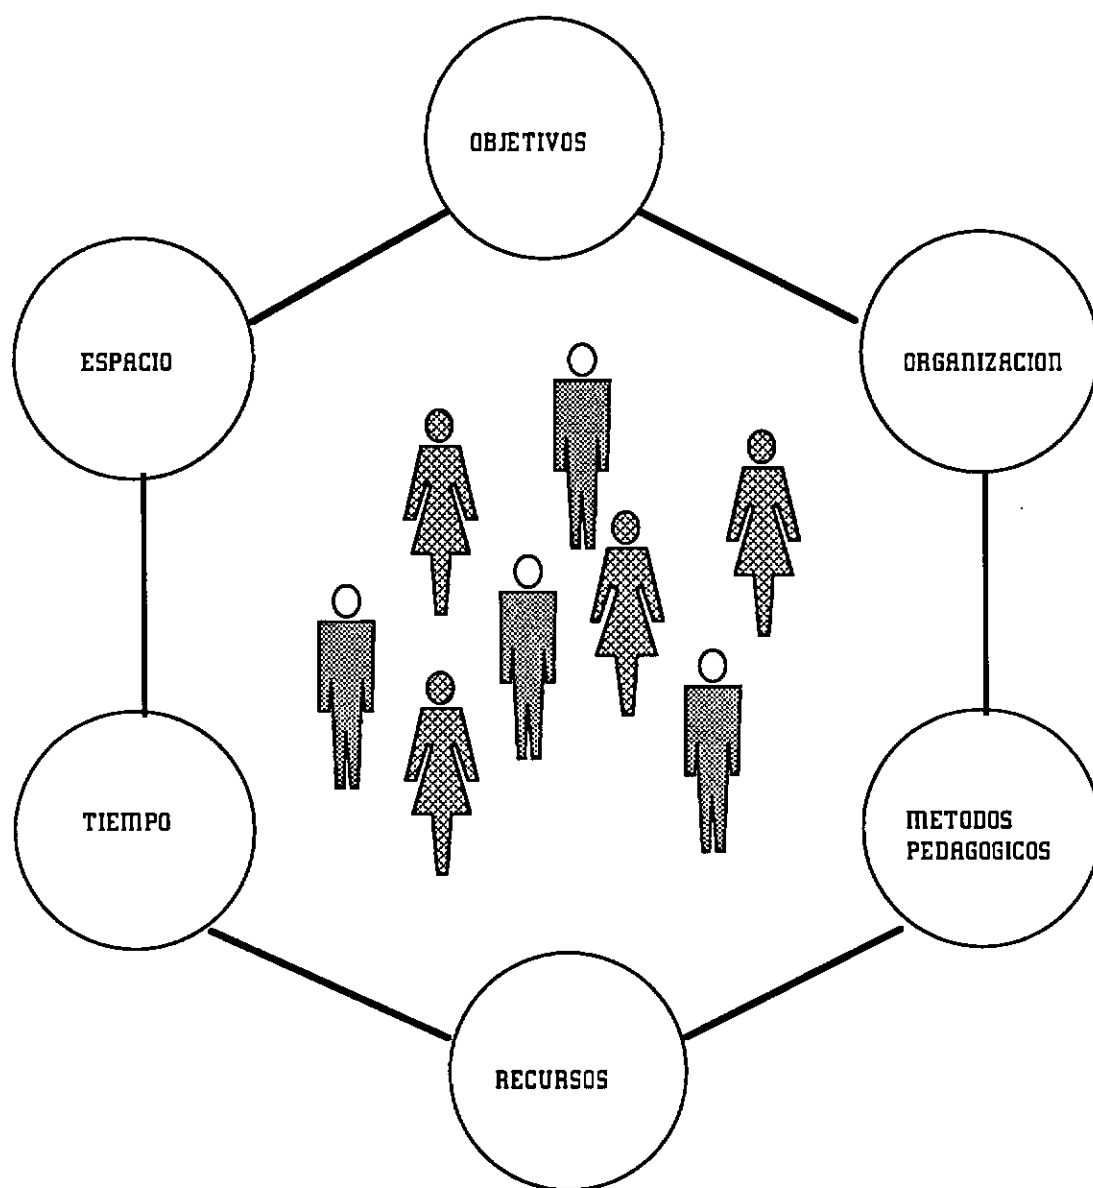 OBJETIVOS
ESPACIO
ORGANIZACION
TIEMPO
METODOS
PEDAGOGICOS
RECURSOS